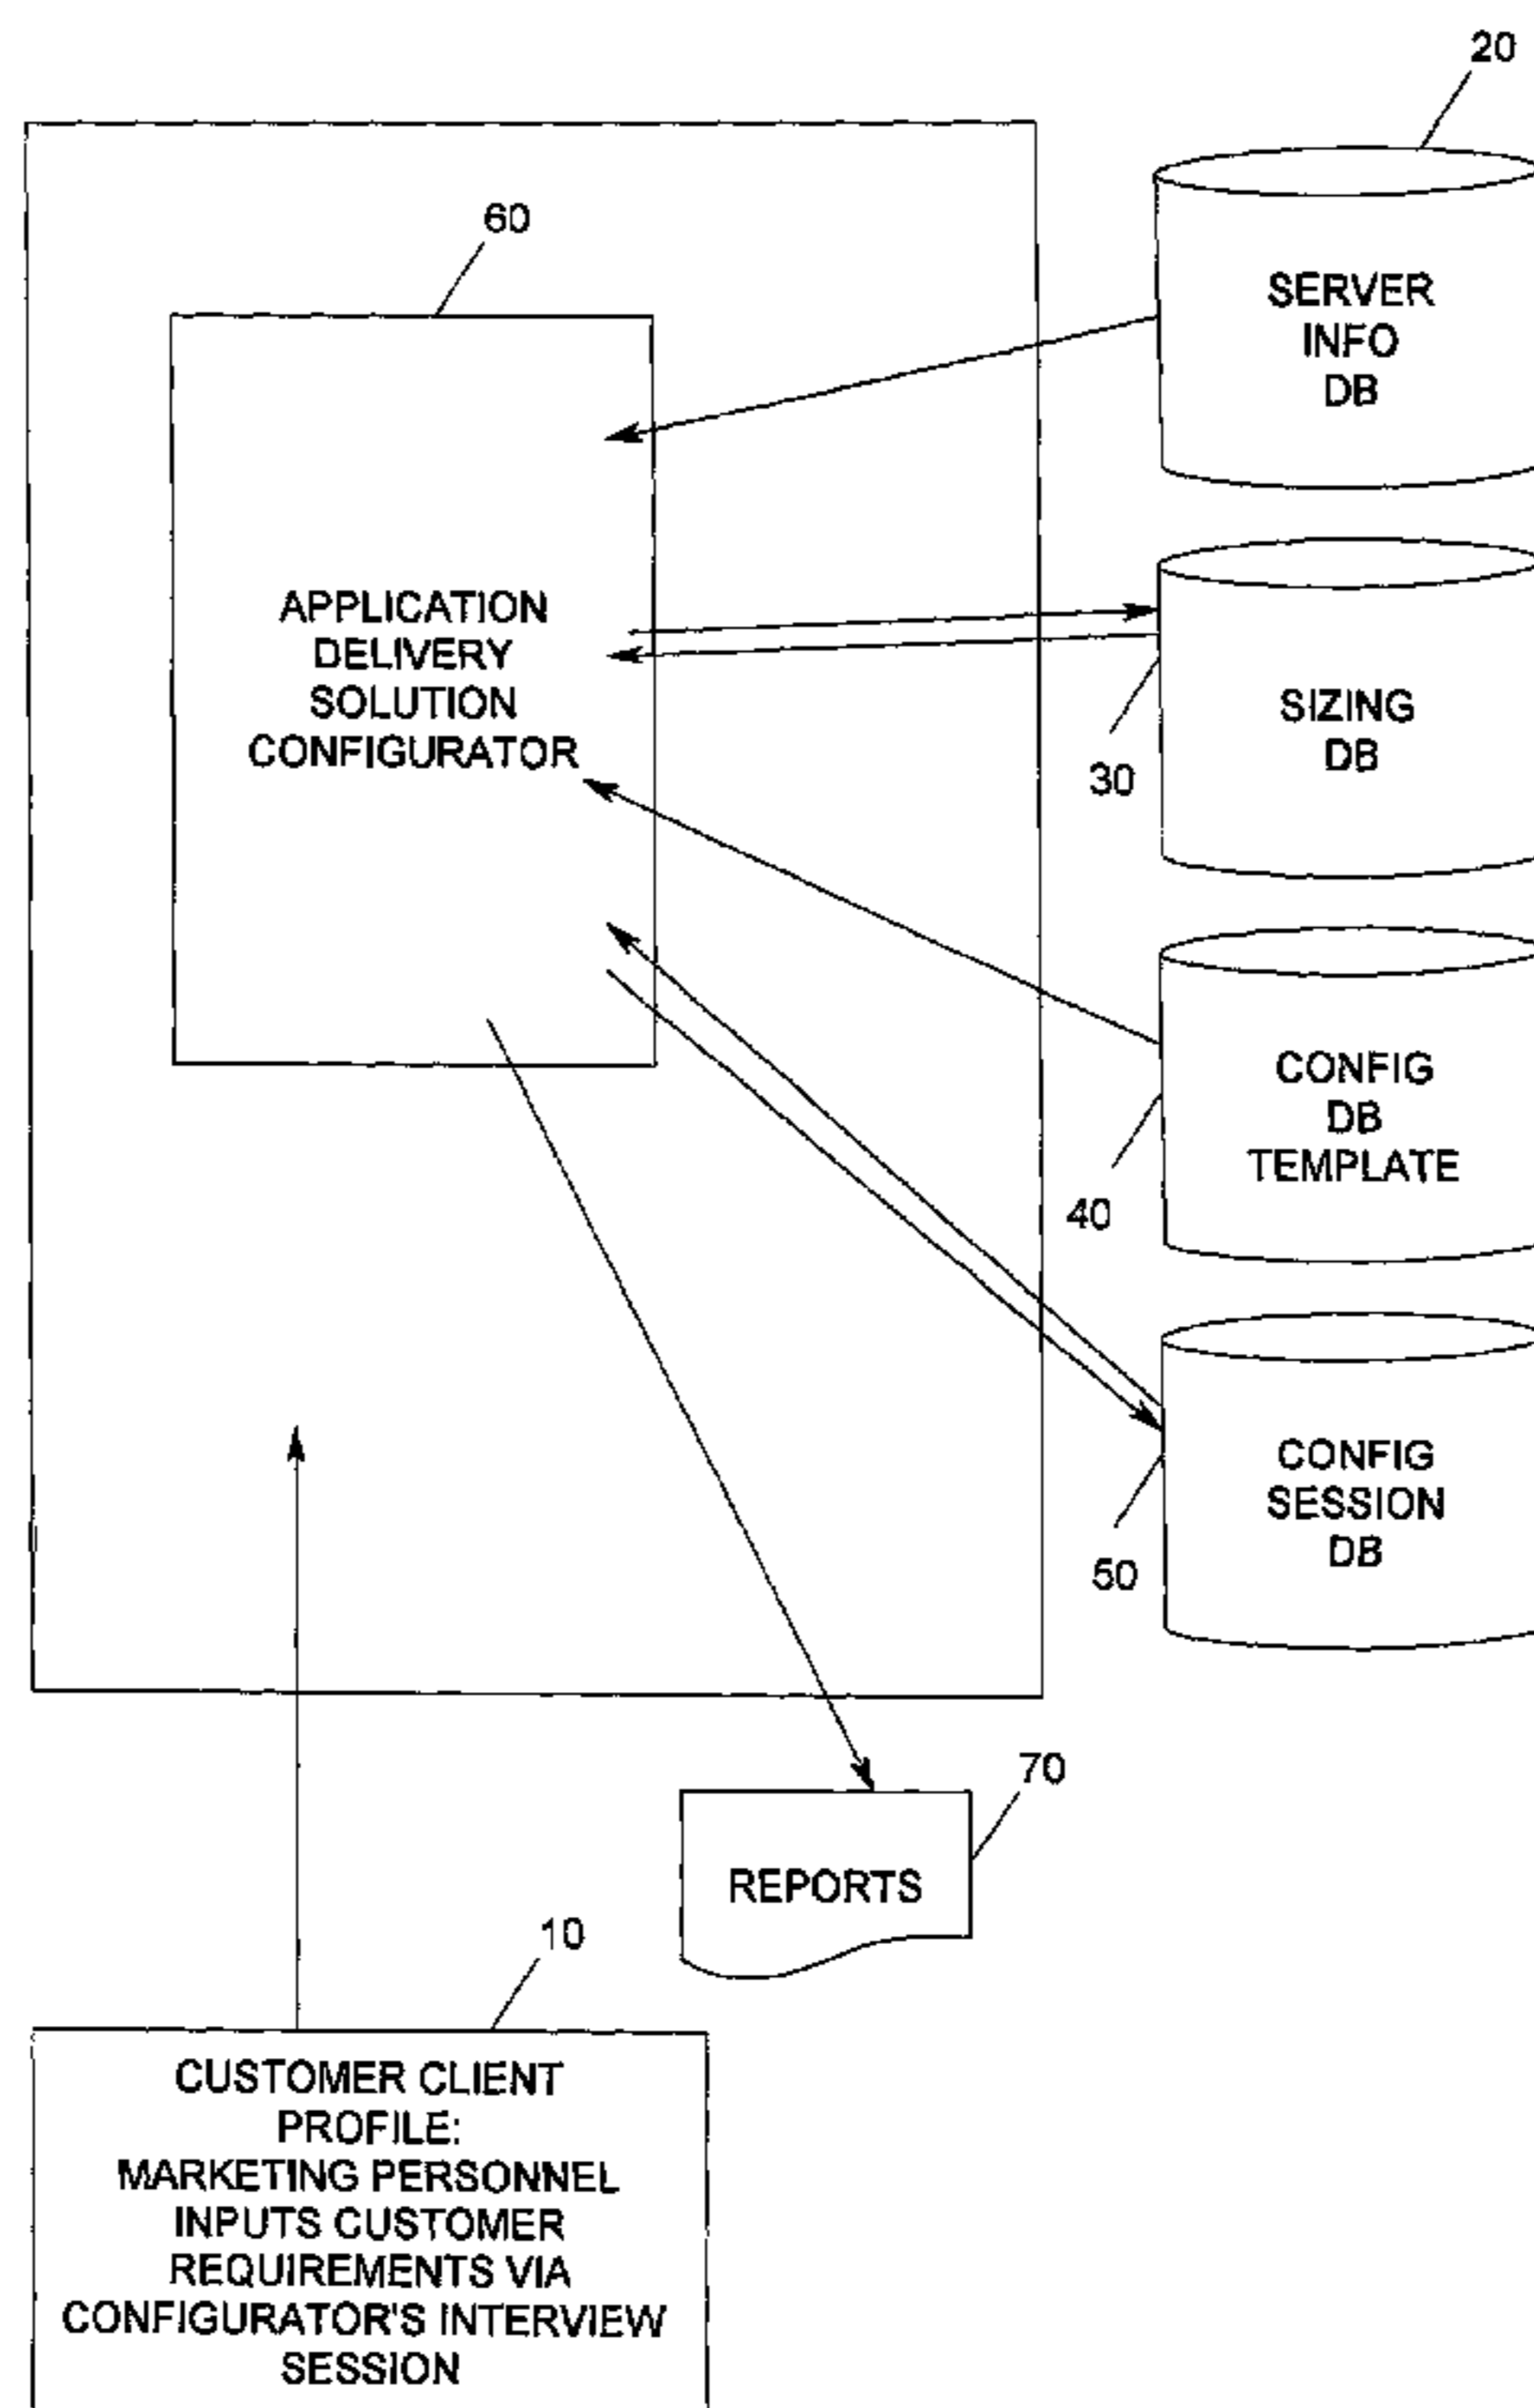 20
60
SERVER
INFO
DB
APPLICATION
DELIVERY
SOLUTION
CONFIGURATOR
SIZING
DB
30
CONFIG
DB
TEMPLATE
40
CONFIG
SESSION
DB
50
70
REPORTS
10
CUSTOMER CLIENT
PROFILE:
MARKETING PERSONNEL
INPUTS CUSTOMER
REQUIREMENTS VIA
CONFIGURATOR'S INTERVIEW
SESSION